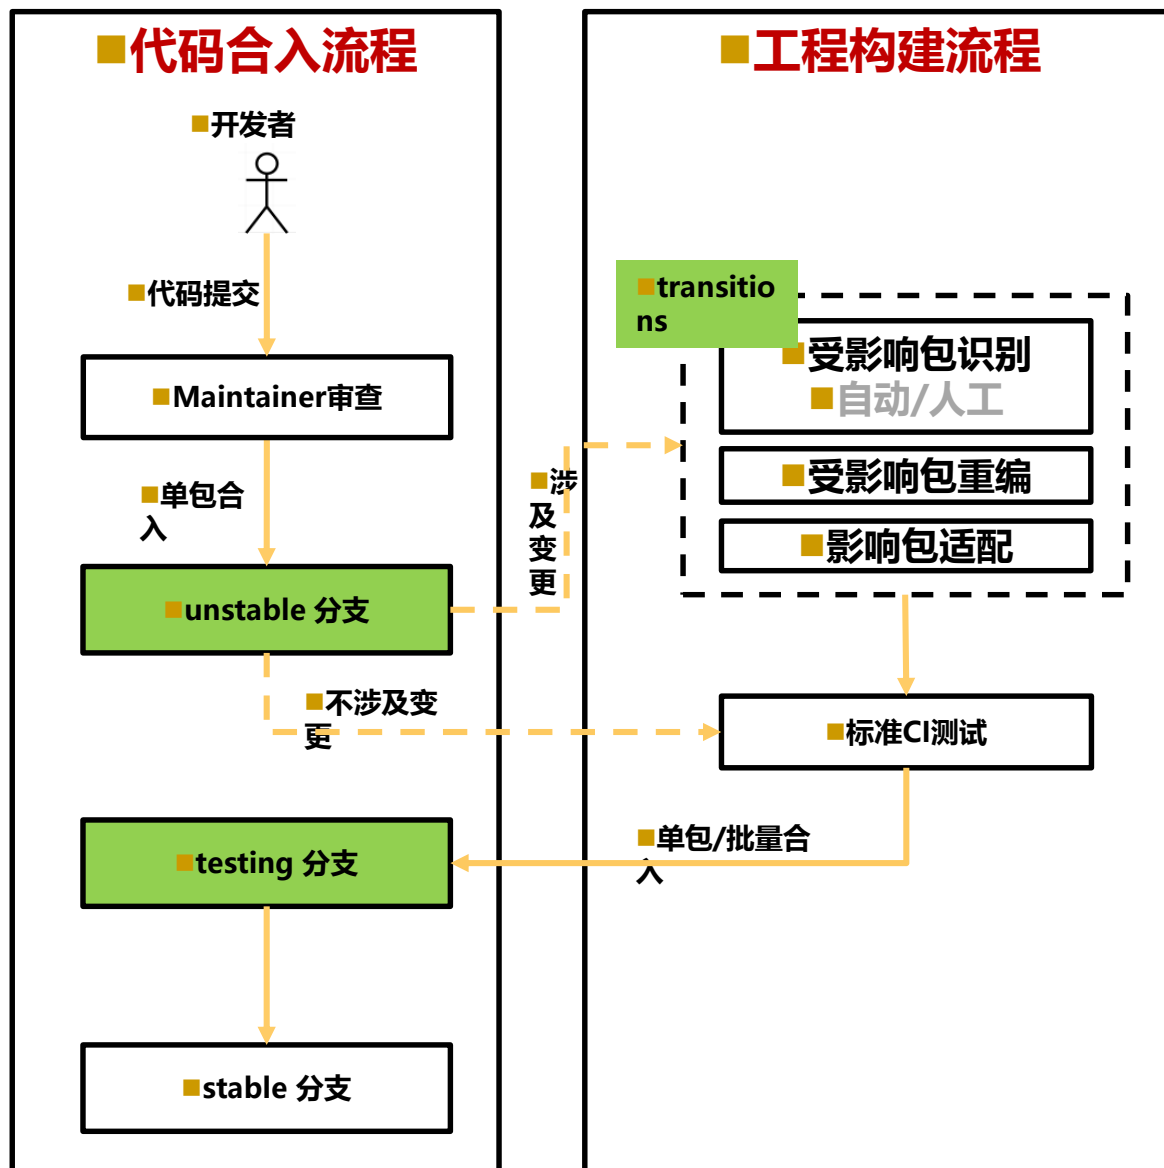 ■代码合入流程
■开发者
■代码提交
■Maintainer审查
■单包合
入
■unstable 分支
■涉
及
变
更
■不涉及变
更
■testing 分支
■stable 分支
■工程构建流程
■transitio
ns
■受影响包识别
■自动/人工
■受影响包重编
■影响包适配
■标准CI测试
■单包/批量合
入